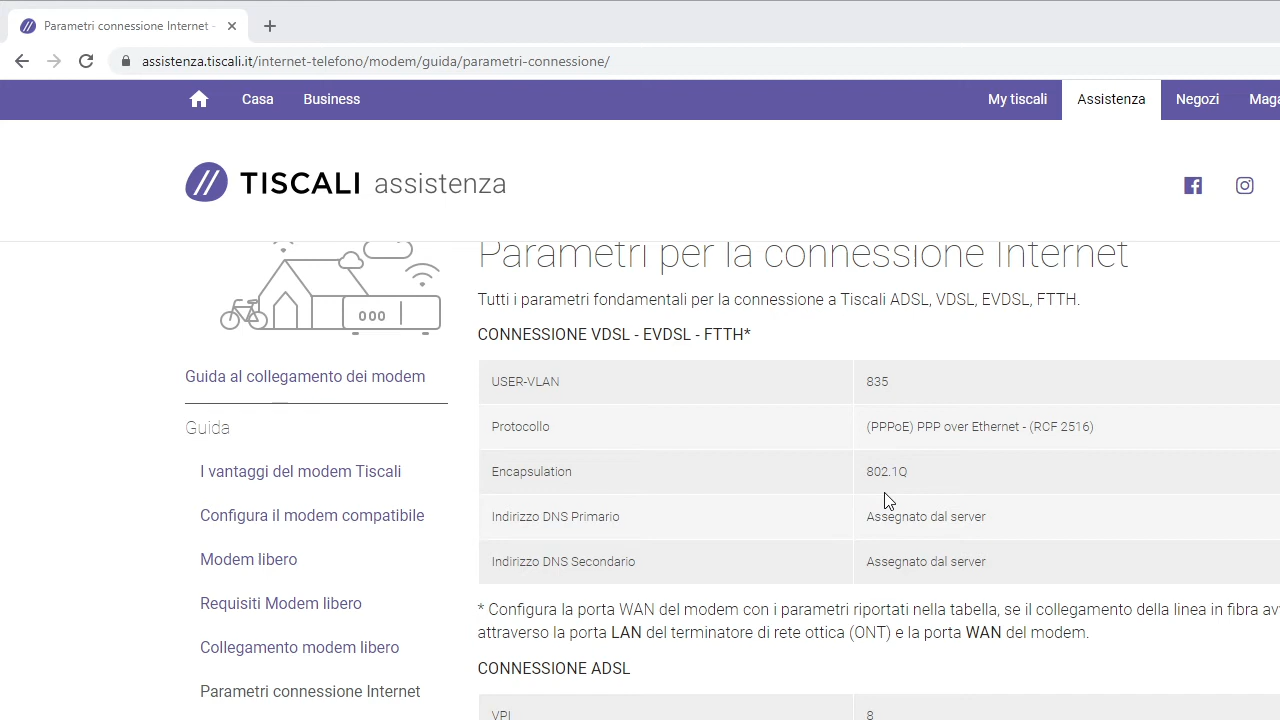 Parametri connessione Internet -
assistenza.tiscali.it/internet-telefono/modem/guida/parametri-connessione/
Casa Business My tiscali Assistenza Negozi Maga
TISCALI assistenza
Parametri per la connessione Internet
Tutti i parametri fondamentali per la connessione a Tiscali ADSL, VDSL, EVDSL, FTTH.
CONNESSIONE VDSL - EVDSL - FTTH*
USER-VLAN 835
Protocollo (PPPoE) PPP over Ethernet - (RCF 2516)
Encapsulation 802.1Q
Indirizzo DNS Primario Assegnato dal server
Indirizzo DNS Secondario Assegnato dal server
* Configura la porta WAN del modem con i parametri riportati nella tabella, se il collegamento della linea in fibra av
attraverso la porta LAN del terminatore di rete ottica (ONT) e la porta WAN del modem.
CONNESSIONE ADSL
VPI 8
Guida al collegamento dei modem
Guida
I vantaggi del modem Tiscali
Configura il modem compatibile
Modem libero
Requisiti Modem libero
Collegamento modem libero
Parametri connessione Internet